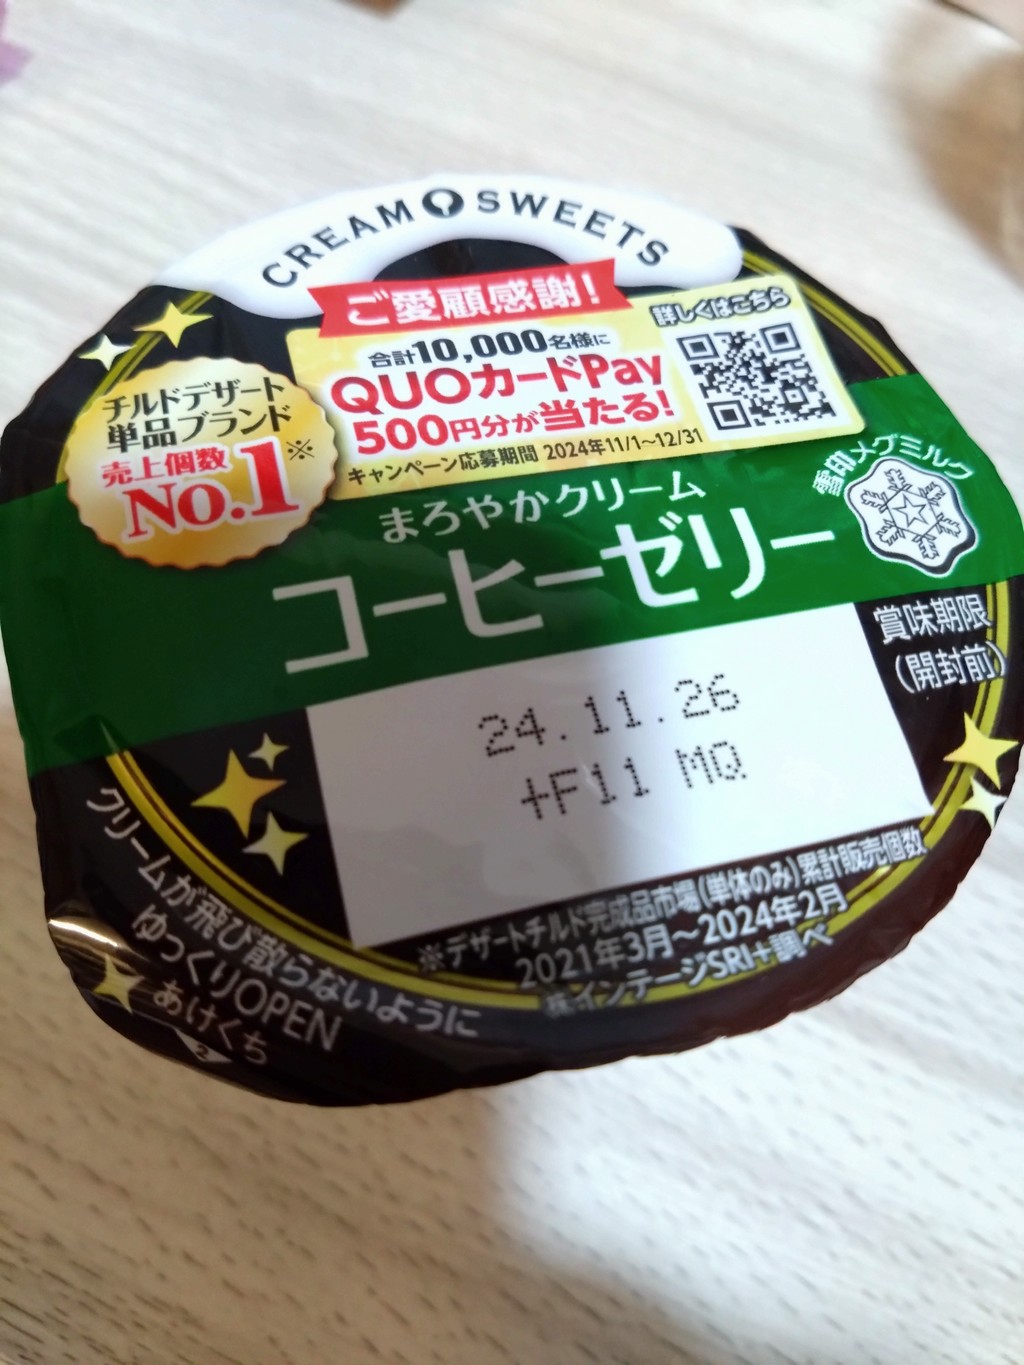 CREAM SWEETS
ご愛顧感謝!
合計10,000名様に
QUOカードPay
500円分が当たる!
キャンペーン応募期間 2024年11/1~12/31
詳しくはこちら
チルドデザート
単品ブランド
売上個数※
No.1
雪印メグミルク
まろやかクリーム
コーヒーゼリー
賞味期限
(開封前)
24.11.26
+F11 MQ
※デザートチルド完成品市場(単体のみ)累計販売個数
2021年3月~2024年2月
㈱インテージSRI+調べ
クリームが飛び散らないように
ゆっくりOPEN
あけくち
2